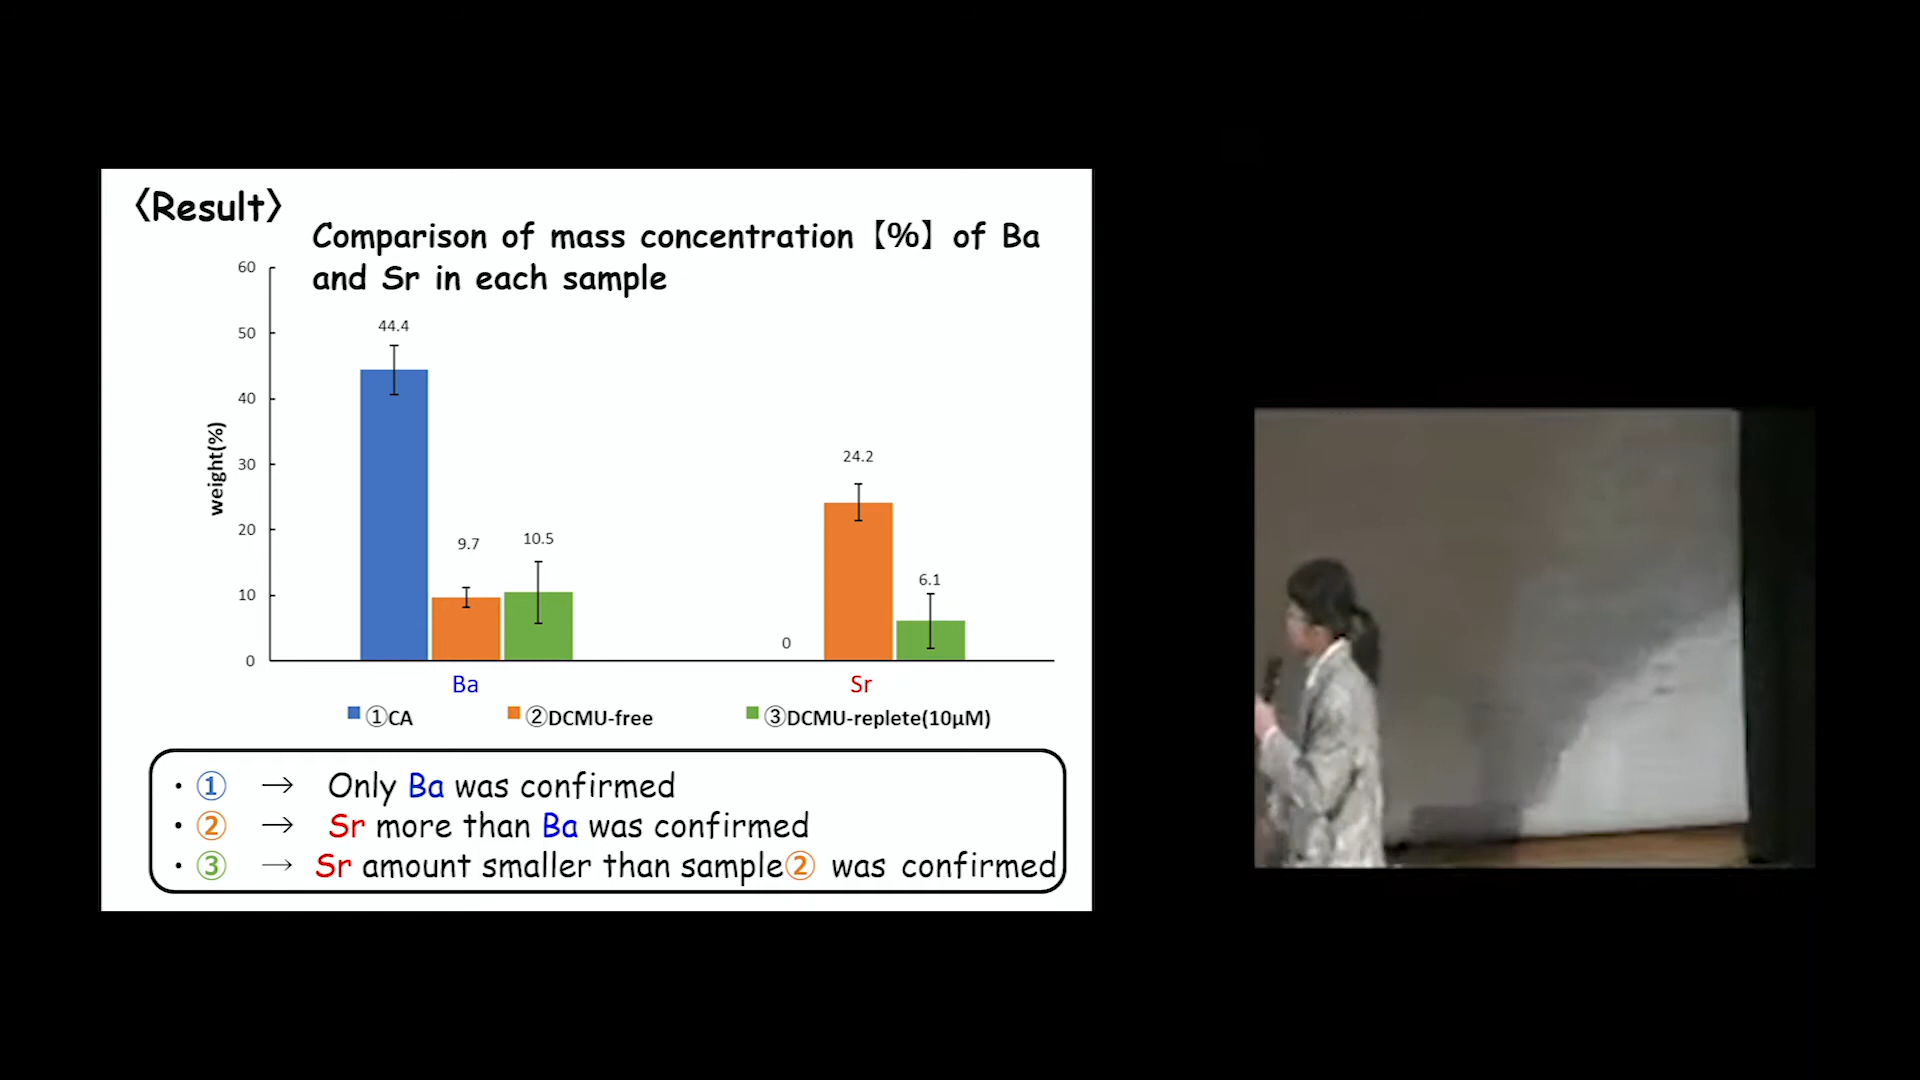 〈Result〉
Comparison of mass concentration【%】of Ba
and Sr in each sample
60
50
40
30
20
10
0
weight(%)
44.4
9.7
10.5
0
24.2
6.1
Ba
Sr
①CA
②DCMU-free
③DCMU-replete(10μM)
・① → Only Ba was confirmed
・② → Sr more than Ba was confirmed
・③ → Sr amount smaller than sample② was confirmed